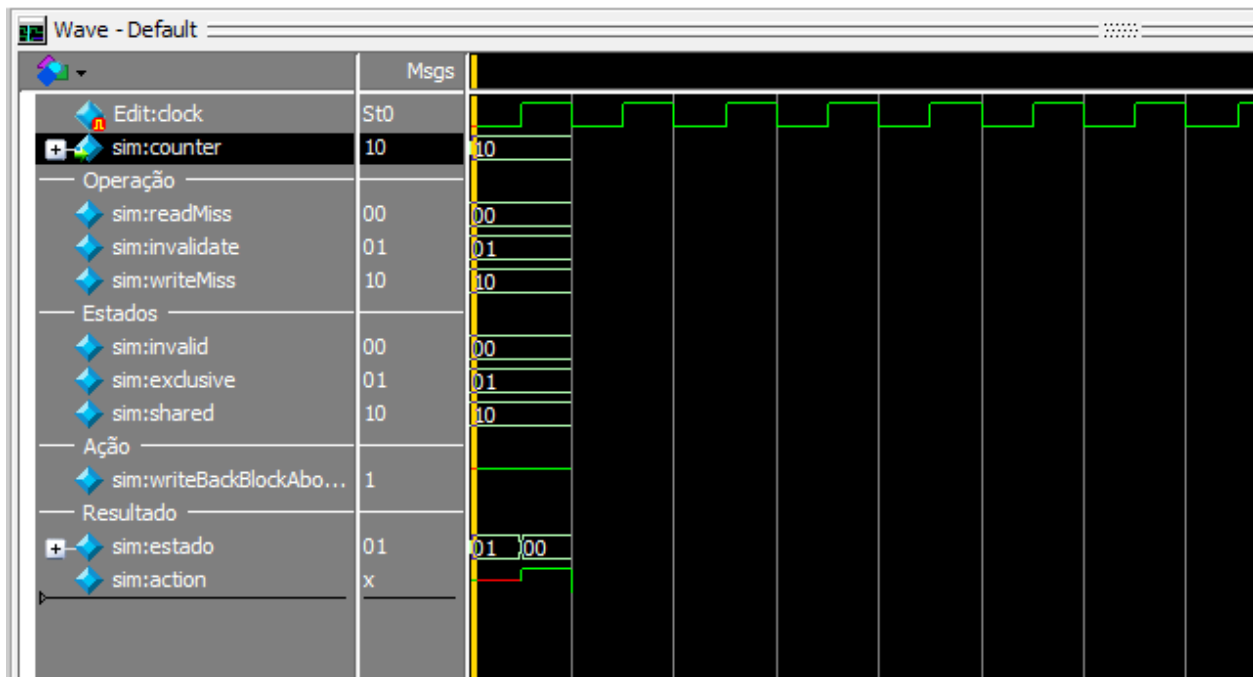 Wave - Default
Msgs
Edit:clock St0
sim:counter 10 10
Operação
sim:readMiss 00 00
sim:invalidate 01 01
sim:writeMiss 10 10
Estados
sim:invalid 00 00
sim:exclusive 01 01
sim:shared 10 10
Ação
sim:writeBackBlockAbo... 1
Resultado
sim:estado 01 01 00
sim:action x